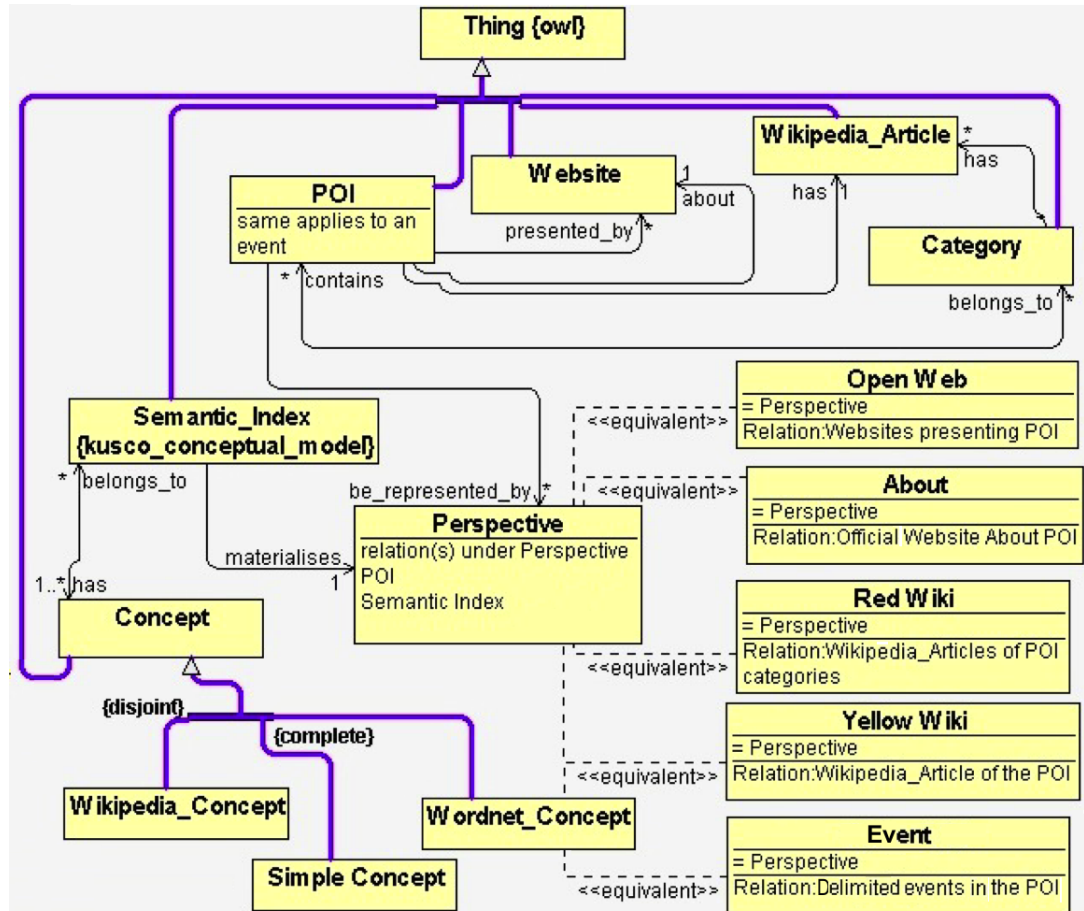 Thing {owl}
Wikipedia_Article
*
has
Website
1
about
has
1
POI
same applies to an
event
presented_by
*
*
Category
*
contains
belongs_to
*
Open Web
= Perspective
Relation:Websites presenting POI
<<equivalent>>
Semantic_Index
{kusco_conceptual_model}
*
belongs_to
be_represented_by
*
<<equivalent>>
About
= Perspective
Relation:Official Website About POI
Perspective
relation(s) under Perspective
POI
Semantic Index
materialises
1
1..*
has
Concept
Red Wiki
= Perspective
Relation:Wikipedia_Articles of POI
categories
<<equivalent>>
{disjoint}
{complete}
Yellow Wiki
= Perspective
Relation:Wikipedia_Article of the POI
<<equivalent>>
Wikipedia_Concept
Wordnet_Concept
Simple Concept
Event
= Perspective
Relation:Delimited events in the POI
<<equivalent>>